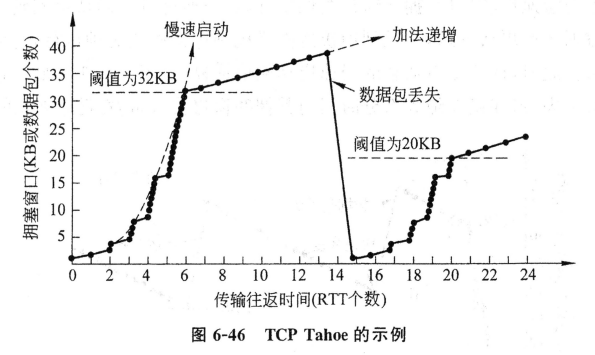 慢速启动
加法递增
40
阈值为32KB
35
数据包丢失
30
25
阈值为20KB
20
15
10
5
拥塞窗口(KB或数据包个数)
0 2 4 6 8 10 12 14 16 18 20 22 24
传输往返时间(RTT个数)
图 6-46 TCP Tahoe 的示例